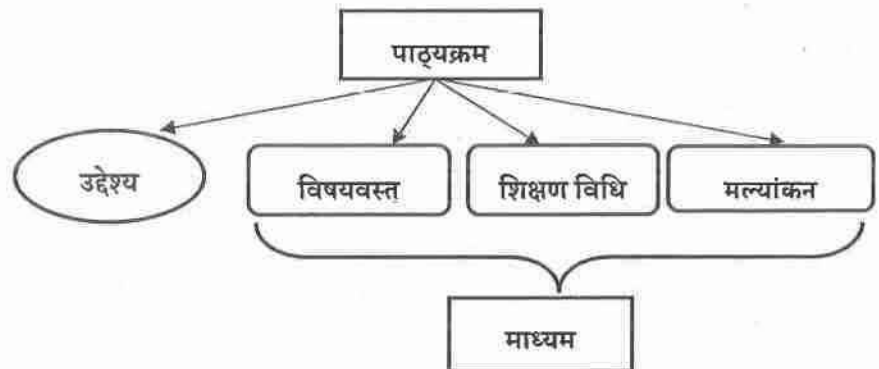 पाठ्यक्रम
उद्देश्य
विषयवस्त्
शिक्षण विधि
मल्यांकन
माध्यम